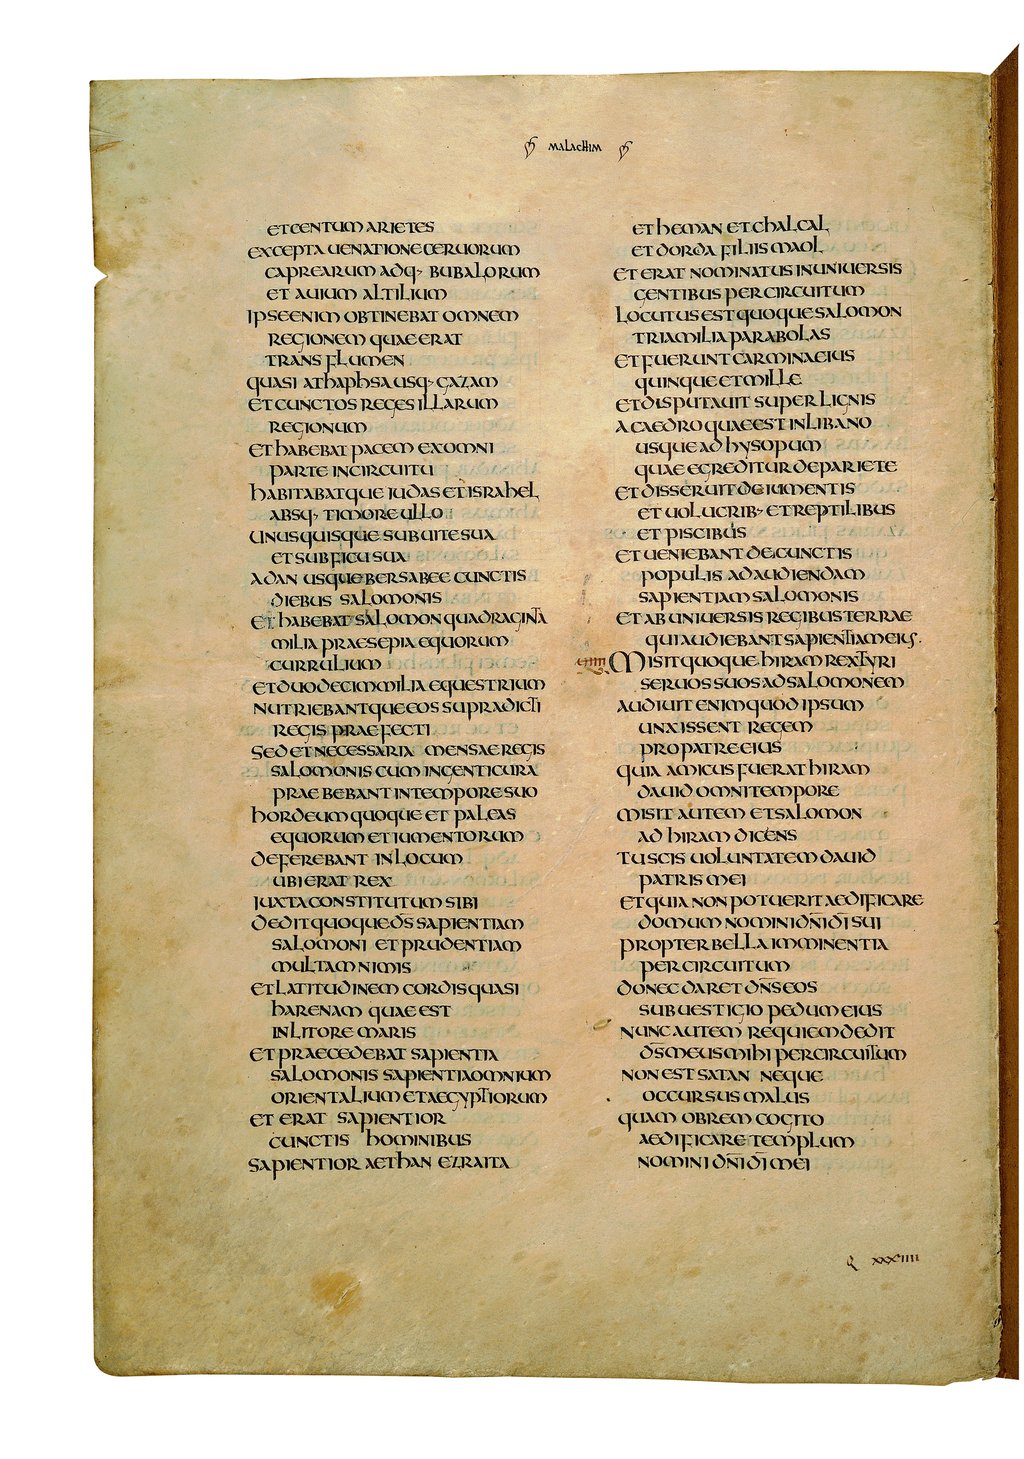 MALACHIM
ET CENTUM ARIETES
EXCEPTA UENATIONE CERUORUM
CAPREARUM ADQ· BUBALORUM
ET AUIUM ALTILIUM
IPSE ENIM OBTINEBAT OMNEM
REGIONEM QUAE ERAT
TRANS FLUMEN
QUASI A THAPHSA USQ· GAZAM
ET CUNCTOS REGES ILLARUM
REGIONUM
ET HABEBAT PACEM EX OMNI
PARTE IN CIRCUITU
HABITABATQUE IUDAS ET ISRAHEL
ABSQ· TIMORE ULLO
UNUSQUISQUE SUB UITE SUA
ET SUB FICU SUA
A DAN USQUE BERSABEE CUNCTIS
DIEBUS SALOMONIS
ET HABEBAT SALOMON QUADRAGINTA
MILIA PRAESEPIA EQUORUM
CURRULIUM
ET DUODECIM MILIA EQUESTRIUM
NUTRIEBANTQUE EOS SUPRADICTI
REGIS PRAEFECTI
SED ET NECESSARIA MENSAE REGIS
SALOMONIS CUM INGENTI CURA
PRAEBEBANT IN TEMPORE SUO
HORDEUM QUOQUE ET PALEAS
EQUORUM ET IUMENTORUM
DEFEREBANT IN LOCUM
UBI ERAT REX
IUXTA CONSTITUTUM SIBI
DEDIT QUOQUE D̅S̅ SAPIENTIAM
SALOMONI ET PRUDENTIAM
MULTAM NIMIS
ET LATITUDINEM CORDIS QUASI
HARENAM QUAE EST
IN LITORE MARIS
ET PRAECEDEBAT SAPIENTIA
SALOMONIS SAPIENTIA OMNIUM
ORIENTALIUM ET AEGYPTIORUM
ET ERAT SAPIENTIOR
CUNCTIS HOMINIBUS
SAPIENTIOR AETHAN EZRAITA
ET HEMAN ET CHALCAL
ET DORDA FILIIS MAOL
ET ERAT NOMINATUS IN UNIUERSIS
GENTIBUS PER CIRCUITUM
LOCUTUS EST QUOQUE SALOMON
TRIA MILIA PARABOLAS
ET FUERUNT CARMINA EIUS
QUINQUE ET MILLE
ET DISPUTAUIT SUPER LIGNIS
A CAEDRO QUAE EST IN LIBANO
USQUE AD HYSOPUM
QUAE EGREDITUR DE PARIETE
ET DISSERUIT DE IUMENTIS
ET UOLUCRIB· ET REPTILIBUS
ET PISCIBUS
ET UENIEBANT DE CUNCTIS
POPULIS AD AUDIENDAM
SAPIENTIAM SALOMONIS
ET AB UNIUERSIS REGIBUS TERRAE
QUI AUDIEBANT SAPIENTIAM EIUS.
MISIT QUOQUE HIRAM REX TYRI
SERUOS SUOS AD SALOMONEM
AUDIUIT ENIM QUOD IPSUM
UNXISSENT REGEM
PRO PATRE EIUS
QUIA AMICUS FUERAT HIRAM
DAUID OMNI TEMPORE
MISIT AUTEM ET SALOMON
AD HIRAM DICENS
TU SCIS UOLUNTATEM DAUID
PATRIS MEI
ET QUIA NON POTUERIT AEDIFICARE
DOMUM NOMINI D̅N̅I̅ D̅I̅ SUI
PROPTER BELLA IMMINENTIA
PER CIRCUITUM
DONEC DARET D̅N̅S̅ EOS
SUB UESTIGIO PEDUM EIUS
NUNC AUTEM REQUIEM DEDIT
D̅S̅ MEUS MIHI PER CIRCUITUM
NON EST SATAN NEQUE
OCCURSUS MALUS
QUAM OBREM COGITO
AEDIFICARE TEMPLUM
NOMINI D̅N̅I̅ D̅I̅ MEI
Q XXXIIII